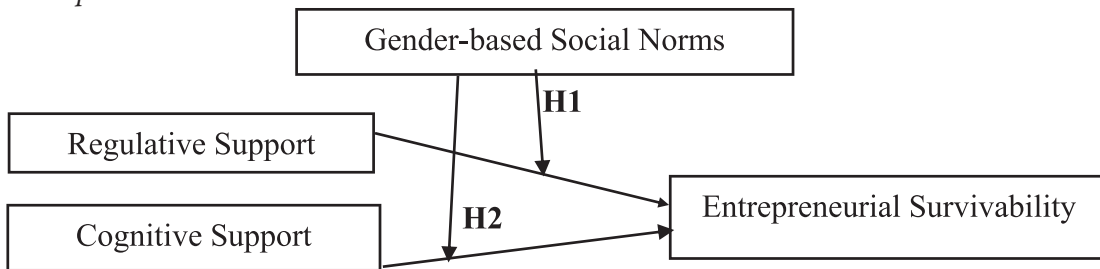 Gender-based Social Norms
H1
Regulative Support
Entrepreneurial Survivability
H2
Cognitive Support